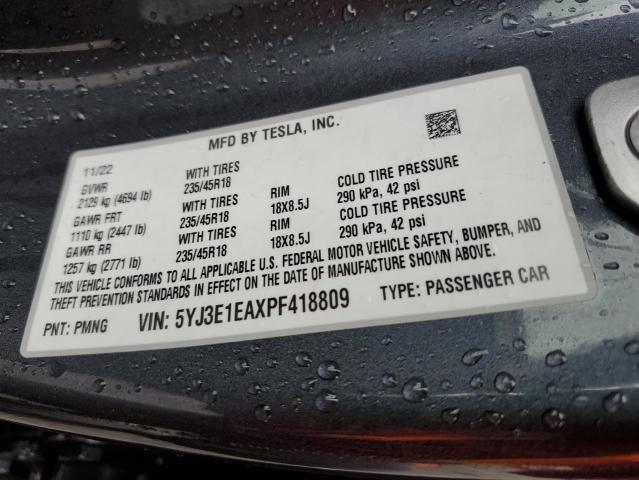 MFD BY TESLA, INC.
11/22
GVWR WITH TIRES
2129 kg (4694 lb) 235/45R18 RIM COLD TIRE PRESSURE
GAWR FRT WITH TIRES 18X8.5J 290 kPa, 42 psi
1110 kg (2447 lb) 235/45R18 RIM COLD TIRE PRESSURE
GAWR RR WITH TIRES 18X8.5J 290 kPa, 42 psi
1257 kg (2771 lb) 235/45R18
THIS VEHICLE CONFORMS TO ALL APPLICABLE U.S. FEDERAL MOTOR VEHICLE SAFETY, BUMPER, AND
THEFT PREVENTION STANDARDS IN EFFECT ON THE DATE OF MANUFACTURE SHOWN ABOVE.
PNT: PMNG VIN: 5YJ3E1EAXPF418809 TYPE: PASSENGER CAR